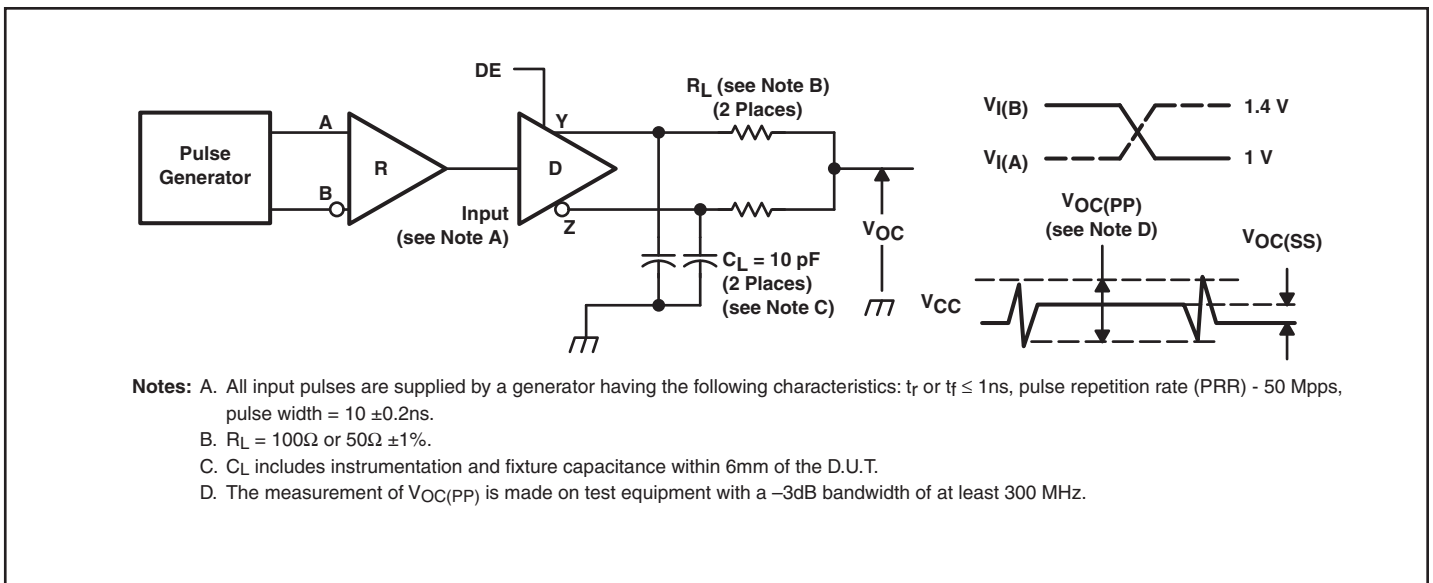 DE
Pulse
Generator
A
B
R
Input
(see Note A)
D
Y
Z
RL (see Note B)
(2 Places)
CL = 10 pF
(2 Places)
(see Note C)
VOC
VI(B)
VI(A)
1.4 V
1 V
VOC(PP)
(see Note D)
VOC(SS)
VCC
Notes: A. All input pulses are supplied by a generator having the following characteristics: tr or tf ≤ 1ns, pulse repetition rate (PRR) - 50 Mpps,
pulse width = 10 ±0.2ns.
B. RL = 100Ω or 50Ω ±1%.
C. CL includes instrumentation and fixture capacitance within 6mm of the D.U.T.
D. The measurement of VOC(PP) is made on test equipment with a –3dB bandwidth of at least 300 MHz.